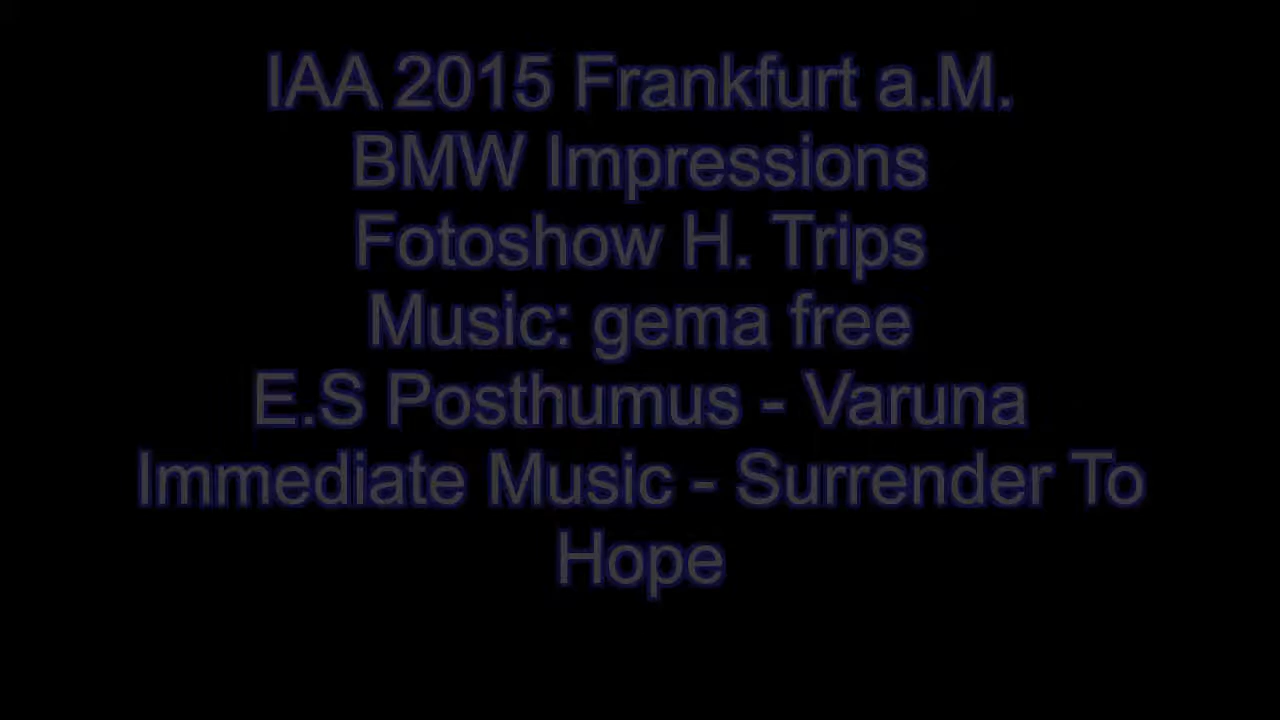 IAA 2015 Frankfurt a.M.
BMW Impressions
Fotoshow H. Trips
Music: gema free
E.S Posthumus - Varuna
Immediate Music - Surrender To
Hope